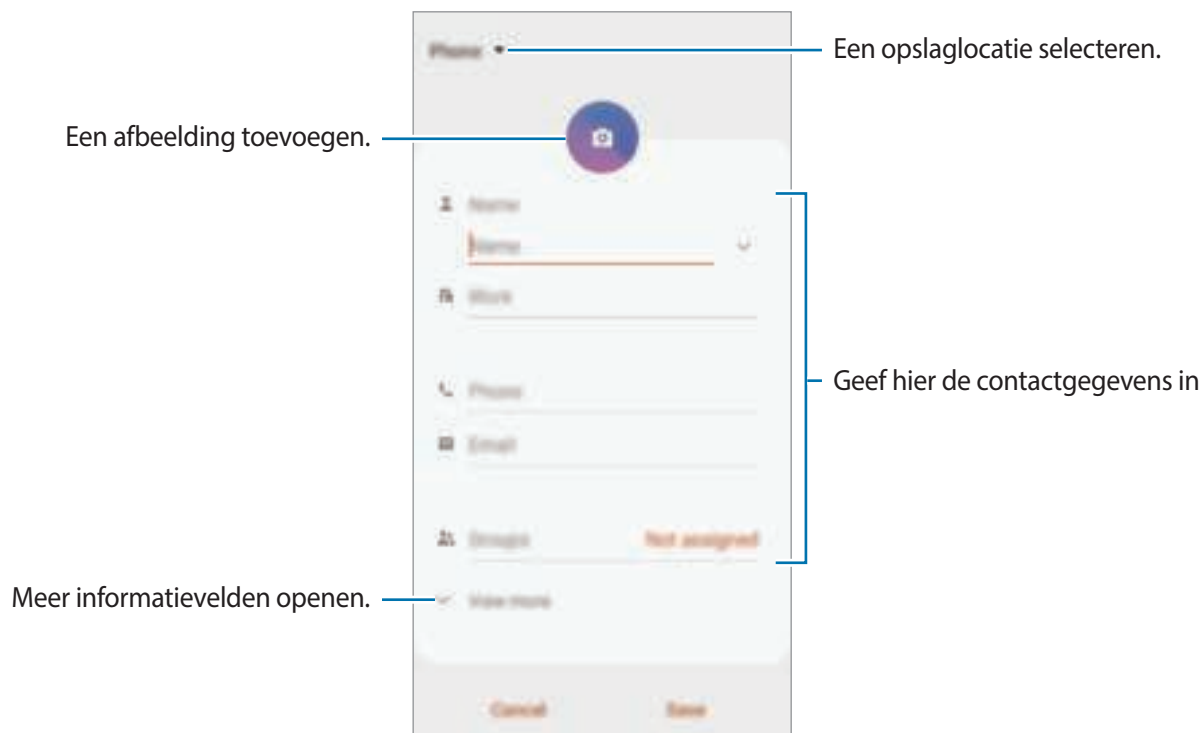 Phone
Een opslaglocatie selecteren.
Een afbeelding toevoegen.
Name
Name
Work
Geef hier de contactgegevens in
Phone
Email
Groups
Not assigned
Meer informatievelden openen.
View more
Cancel
Save